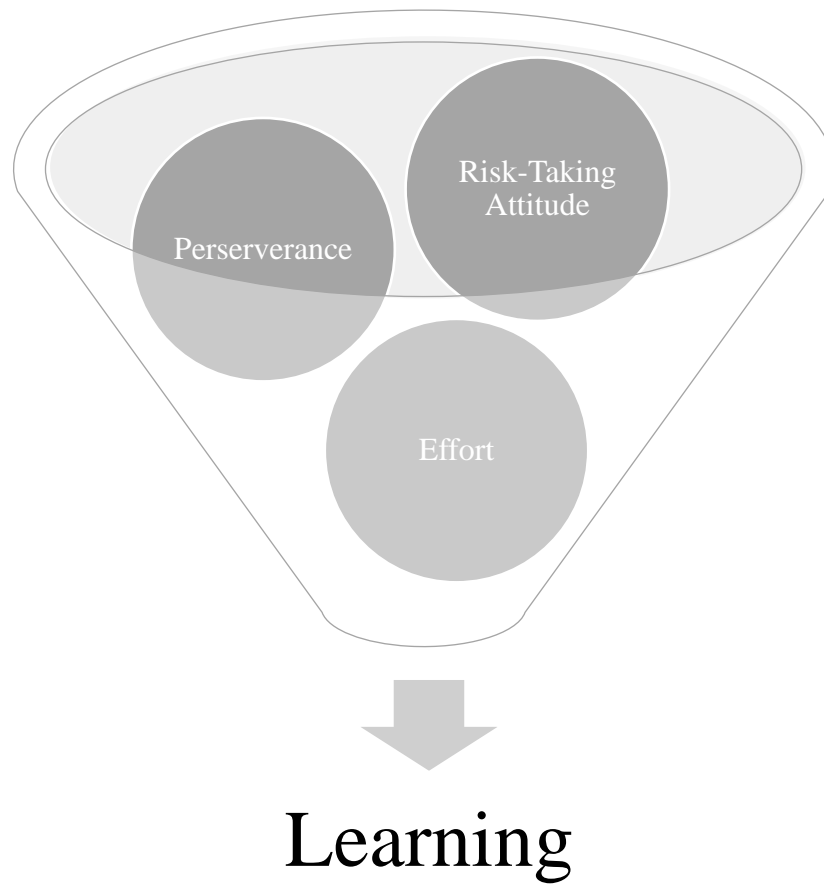 Risk-Taking
Attitude
Perserverance
Effort
Learning